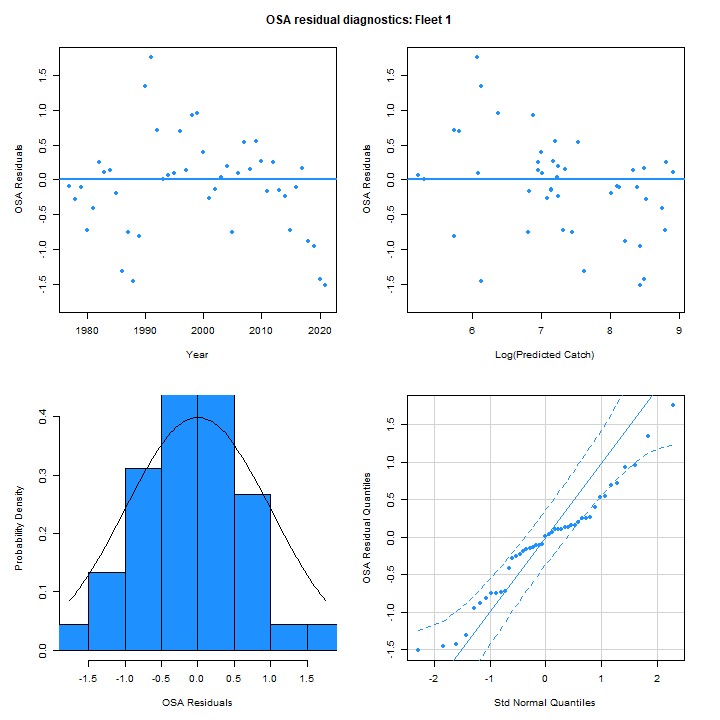 OSA residual diagnostics: Fleet 1
OSA Residuals
1.5
1.0
0.5
0.0
-0.5
-1.0
-1.5
1980 1990 2000 2010 2020
Year
OSA Residuals
1.5
1.0
0.5
0.0
-0.5
-1.0
-1.5
6 7 8 9
Log(Predicted Catch)
Probability Density
0.4
0.3
0.2
0.1
0.0
-1.5 -1.0 -0.5 0.0 0.5 1.0 1.5
OSA Residuals
OSA Residual Quantiles
1.5
1.0
0.5
0.0
-0.5
-1.0
-1.5
-2 -1 0 1 2
Std Normal Quantiles